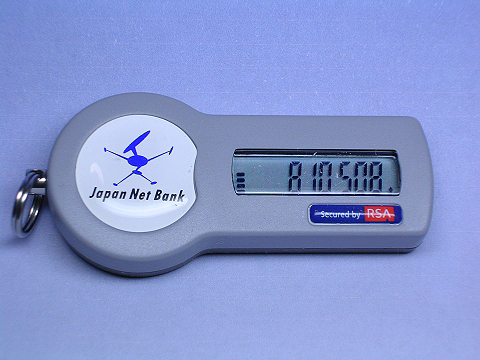 Japan Net Bank
810508.
Secured by RSA